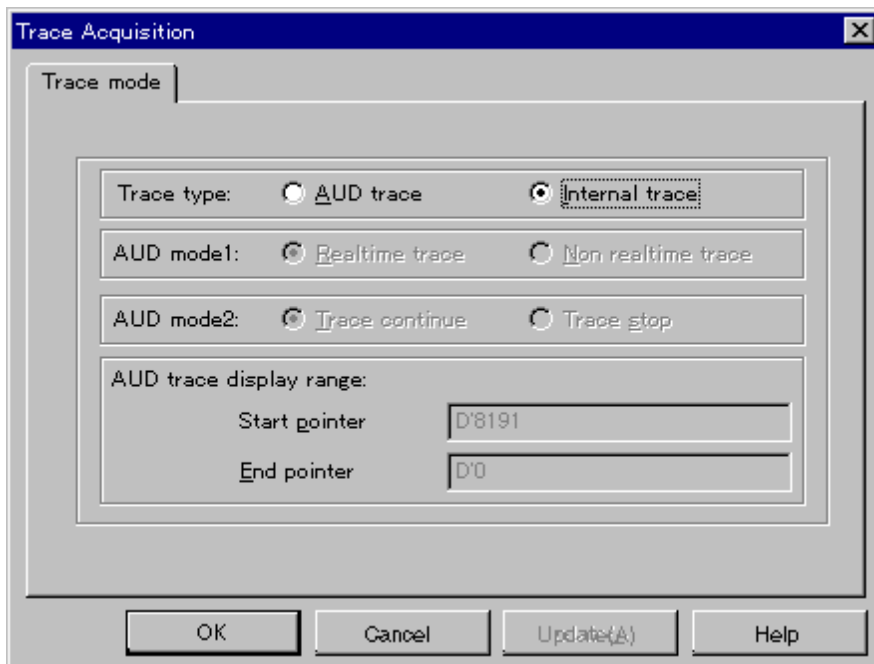 Trace Acquisition
Trace mode
Trace type: AUD trace Internal trace
AUD mode1: Realtime trace Non realtime trace
AUD mode2: Trace continue Trace stop
AUD trace display range:
Start pointer D'8191
End pointer D'0
OK Cancel Update(A) Help